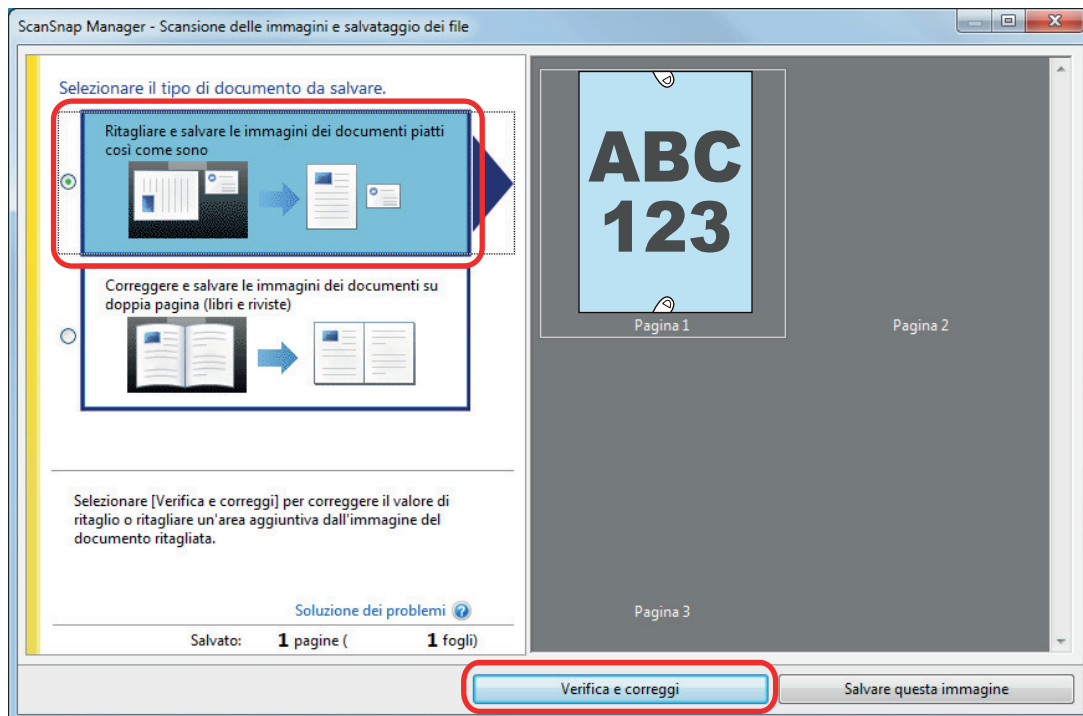 ScanSnap Manager - Scansione delle immagini e salvataggio dei file
Selezionare il tipo di documento da salvare.
Ritagliare e salvare le immagini dei documenti piatti
così come sono
Correggere e salvare le immagini dei documenti su
doppia pagina (libri e riviste)
Selezionare [Verifica e correggi] per correggere il valore di
ritaglio o ritagliare un'area aggiuntiva dall'immagine del
documento ritagliata.
Soluzione dei problemi
Salvato: 1 pagine ( 1 fogli)
ABC
123
Pagina 1
Pagina 2
Pagina 3
Verifica e correggi
Salvare questa immagine